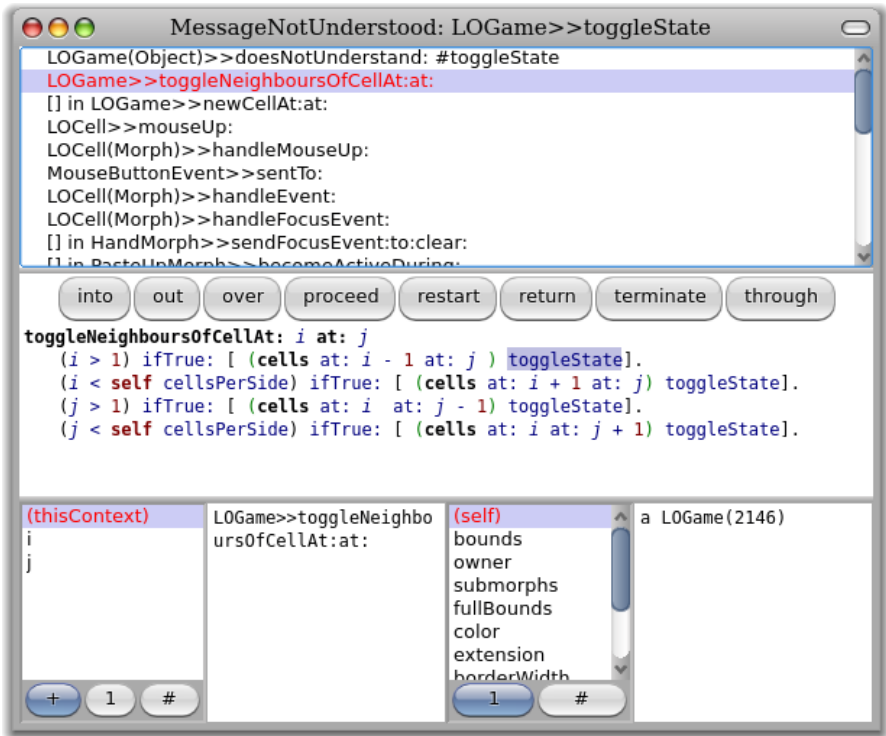 MessageNotUnderstood: LOGame>>toggleState
LOGame(Object)>>doesNotUnderstand: #toggleState
LOGame>>toggleNeighboursOfCellAt:at:
[] in LOGame>>newCellAt:at:
LOCell>>mouseUp:
LOCell(Morph)>>handleMouseUp:
MouseButtonEvent>>sentTo:
LOCell(Morph)>>handleEvent:
LOCell(Morph)>>handleFocusEvent:
[] in HandMorph>>sendFocusEvent:to:clear:
[] in PasteUpMorph>>becomeActiveDuring:
into out over proceed restart return terminate through
toggleNeighboursOfCellAt: i at: j
(i > 1) ifTrue: [ (cells at: i - 1 at: j ) toggleState].
(i < self cellsPerSide) ifTrue: [ (cells at: i + 1 at: j) toggleState].
(j > 1) ifTrue: [ (cells at: i  at: j - 1) toggleState].
(j < self cellsPerSide) ifTrue: [ (cells at: i at: j + 1) toggleState].
(thisContext)
i
j
+ 1 #
LOGame>>toggleNeighbo
ursOfCellAt:at:
(self)
bounds
owner
submorphs
fullBounds
color
extension
borderWidth
1 #
a LOGame(2146)